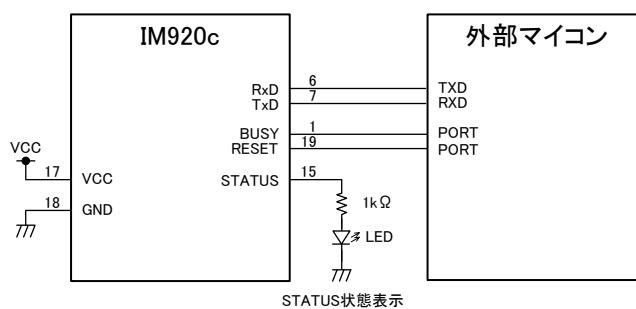 IM920c
外部マイコン
RxD 6 TXD
TxD 7 RXD
BUSY 1 PORT
RESET 19 PORT
VCC
17 VCC
STATUS 15
18 GND
1kΩ
LED
STATUS状態表示